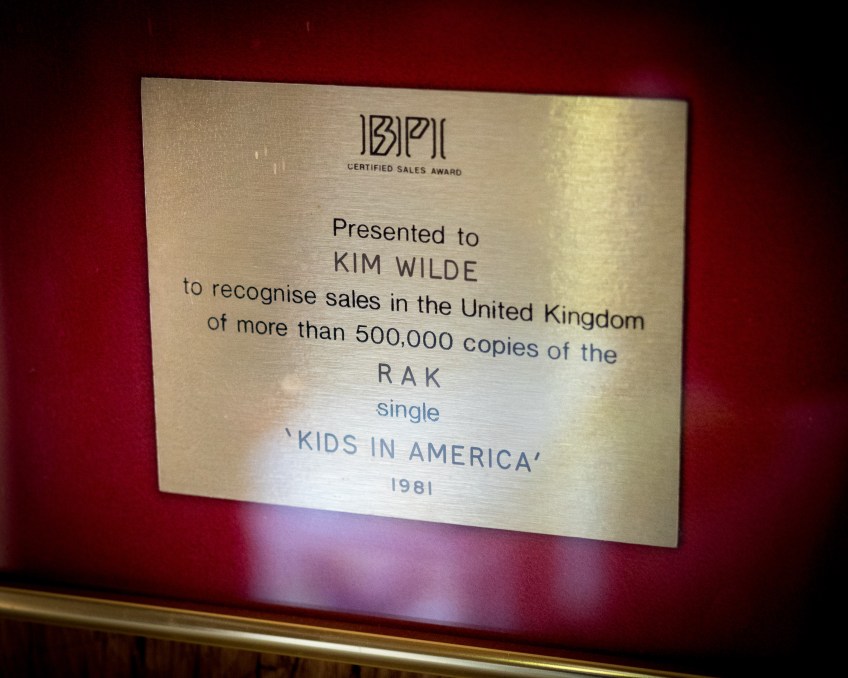 BPI
CERTIFIED SALES AWARD
Presented to
KIM WILDE
to recognise sales in the United Kingdom
of more than 500,000 copies of the
RAK
single
‵KIDS IN AMERICA′
1981